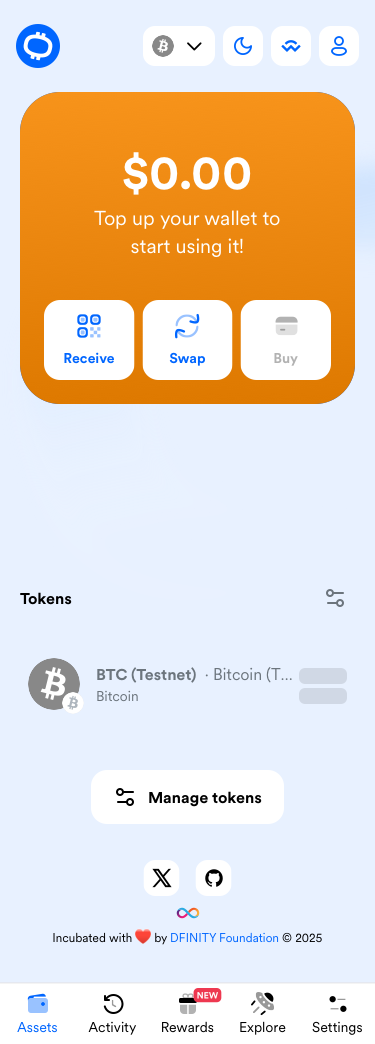 $0.00
Top up your wallet to
start using it!
Receive
Swap
Buy
Tokens
BTC (Testnet) · Bitcoin (T...
Bitcoin
Manage tokens
Incubated with ❤️ by DFINITY Foundation © 2025
NEW
Assets
Activity
Rewards
Explore
Settings